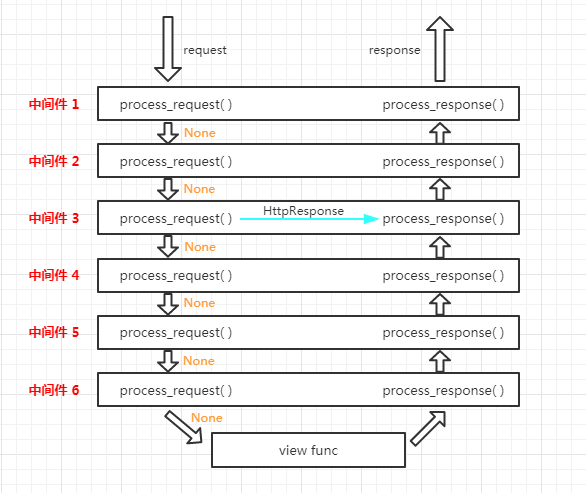 request response
中间件 1 process_request( ) process_response( )
None
中间件 2 process_request( ) process_response( )
None
HttpResponse
中间件 3 process_request( ) process_response( )
None
中间件 4 process_request( ) process_response( )
None
中间件 5 process_request( ) process_response( )
None
中间件 6 process_request( ) process_response( )
None
view func